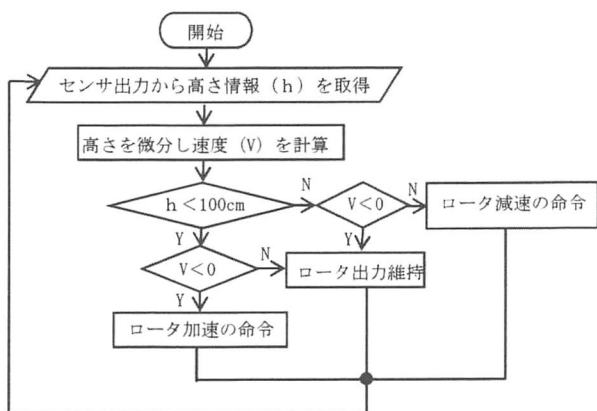 開始
センサ出力から高さ情報（h）を取得
高さを微分し速度（V）を計算
h＜100cm
N
V＜0
N
ロータ減速の命令
Y
Y
V＜0
N
ロータ出力維持
Y
ロータ加速の命令